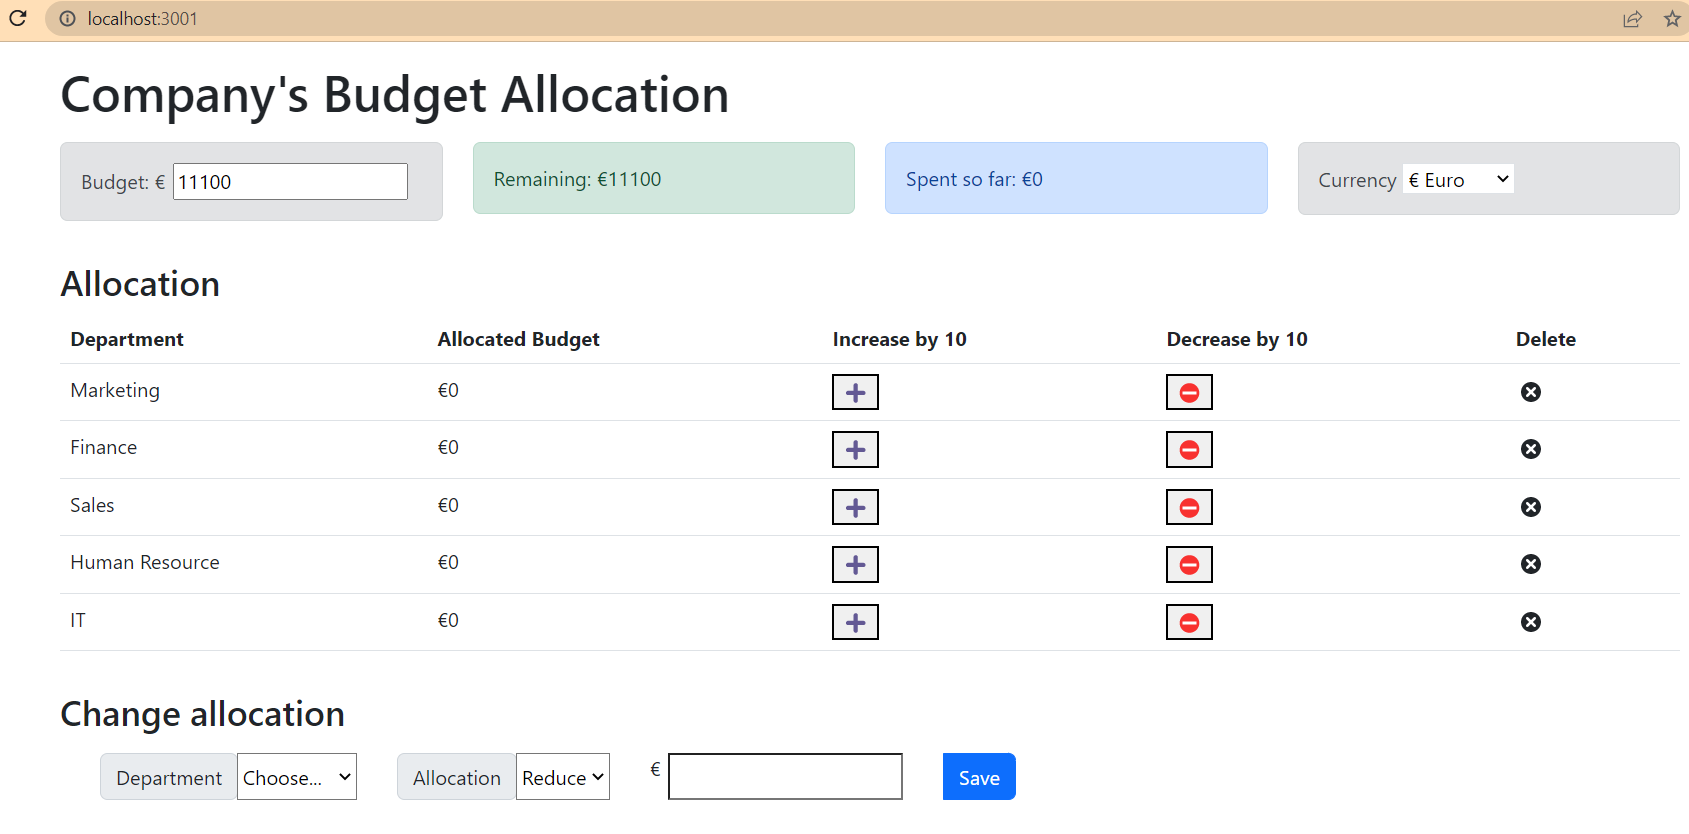 localhost:3001
Company's Budget Allocation
Budget: € 11100
Remaining: €11100
Spent so far: €0
Currency € Euro
Allocation
Department Allocated Budget Increase by 10 Decrease by 10 Delete
Marketing €0
Finance €0
Sales €0
Human Resource €0
IT €0
Change allocation
Department Choose... Allocation Reduce € Save